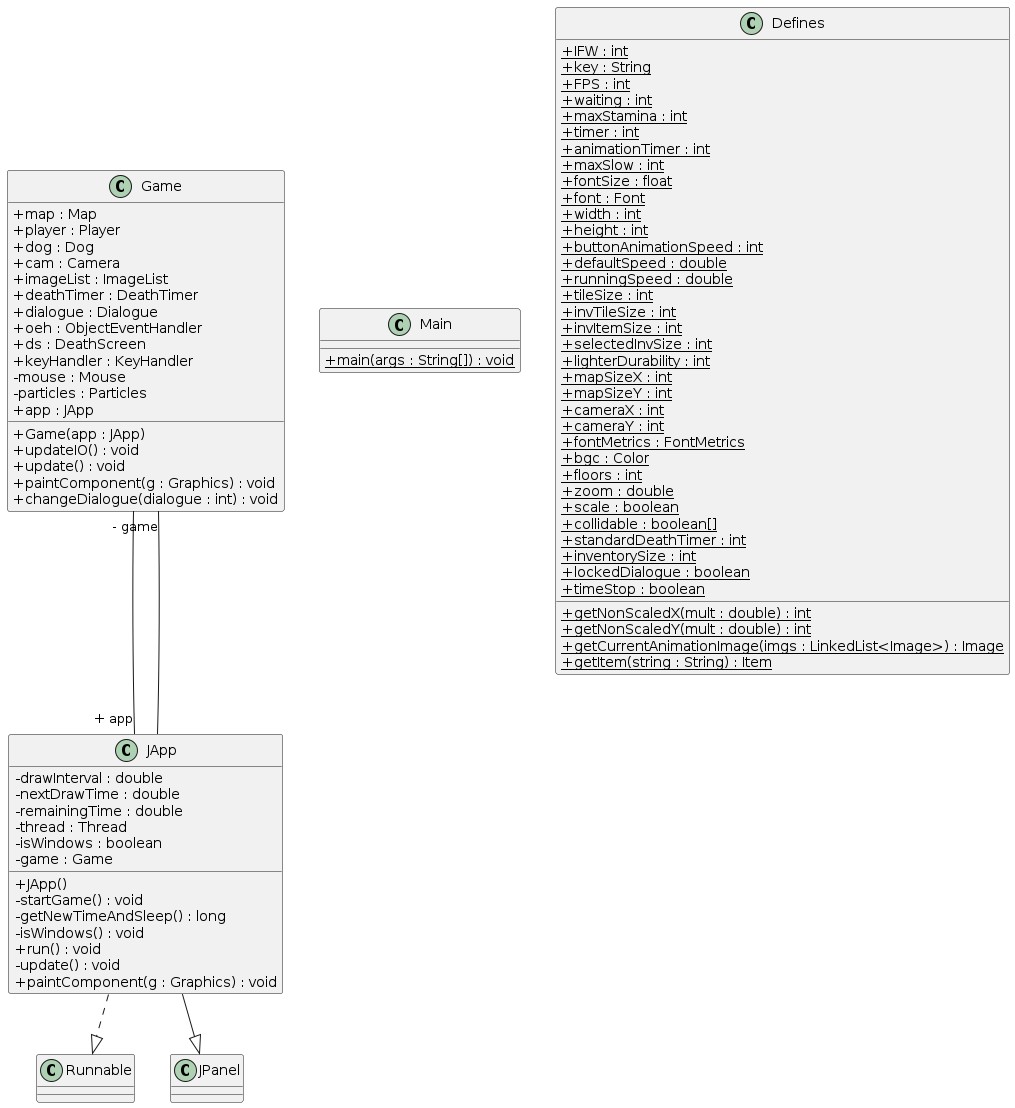 C Game
+map : Map
+player : Player
+dog : Dog
+cam : Camera
+imageList : ImageList
+deathTimer : DeathTimer
+dialogue : Dialogue
+oeh : ObjectEventHandler
+ds : DeathScreen
+keyHandler : KeyHandler
-mouse : Mouse
-particles : Particles
+app : JApp
+Game(app : JApp)
+updateIO() : void
+update() : void
+paintComponent(g : Graphics) : void
+changeDialogue(dialogue : int) : void
- game
+ app
C JApp
-drawInterval : double
-nextDrawTime : double
-remainingTime : double
-thread : Thread
-isWindows : boolean
-game : Game
+JApp()
-startGame() : void
-getNewTimeAndSleep() : long
-isWindows() : void
+run() : void
-update() : void
+paintComponent(g : Graphics) : void
C Runnable
C JPanel
C Main
+main(args : String[]) : void
C Defines
+IFW : int
+key : String
+FPS : int
+waiting : int
+maxStamina : int
+timer : int
+animationTimer : int
+maxSlow : int
+fontSize : float
+font : Font
+width : int
+height : int
+buttonAnimationSpeed : int
+defaultSpeed : double
+runningSpeed : double
+tileSize : int
+invTileSize : int
+invItemSize : int
+selectedInvSize : int
+lighterDurability : int
+mapSizeX : int
+mapSizeY : int
+cameraX : int
+cameraY : int
+fontMetrics : FontMetrics
+bgc : Color
+floors : int
+zoom : double
+scale : boolean
+collidable : boolean[]
+standardDeathTimer : int
+inventorySize : int
+lockedDialogue : boolean
+timeStop : boolean
+getNonScaledX(mult : double) : int
+getNonScaledY(mult : double) : int
+getCurrentAnimationImage(imgs : LinkedList<Image>) : Image
+getItem(string : String) : Item